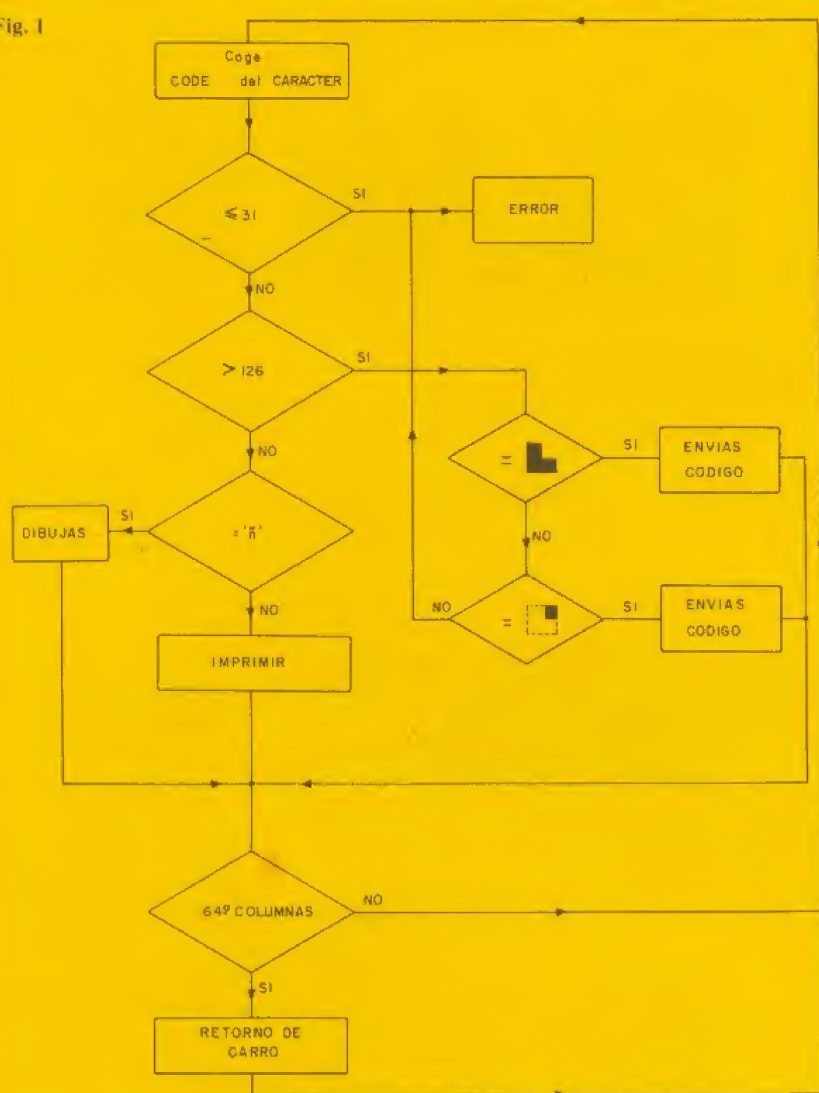 Fig. 1
Coge
CODE del CARACTER
≤ 31
SI
ERROR
NO
> 126
SI
NO
=
SI
ENVIAS
CODIGO
DIBUJAS
SI
='ñ'
NO
NO
NO
=
SI
ENVIAS
CODIGO
IMPRIMIR
64º COLUMNAS
NO
SI
RETORNO DE
CARRO